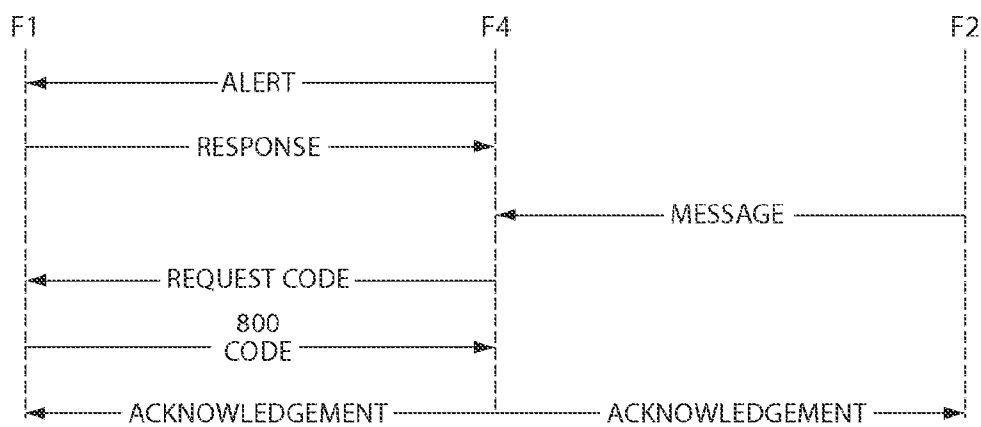 F1 F4 F2
ALERT
RESPONSE
MESSAGE
REQUEST CODE
800
CODE
ACKNOWLEDGEMENT ACKNOWLEDGEMENT